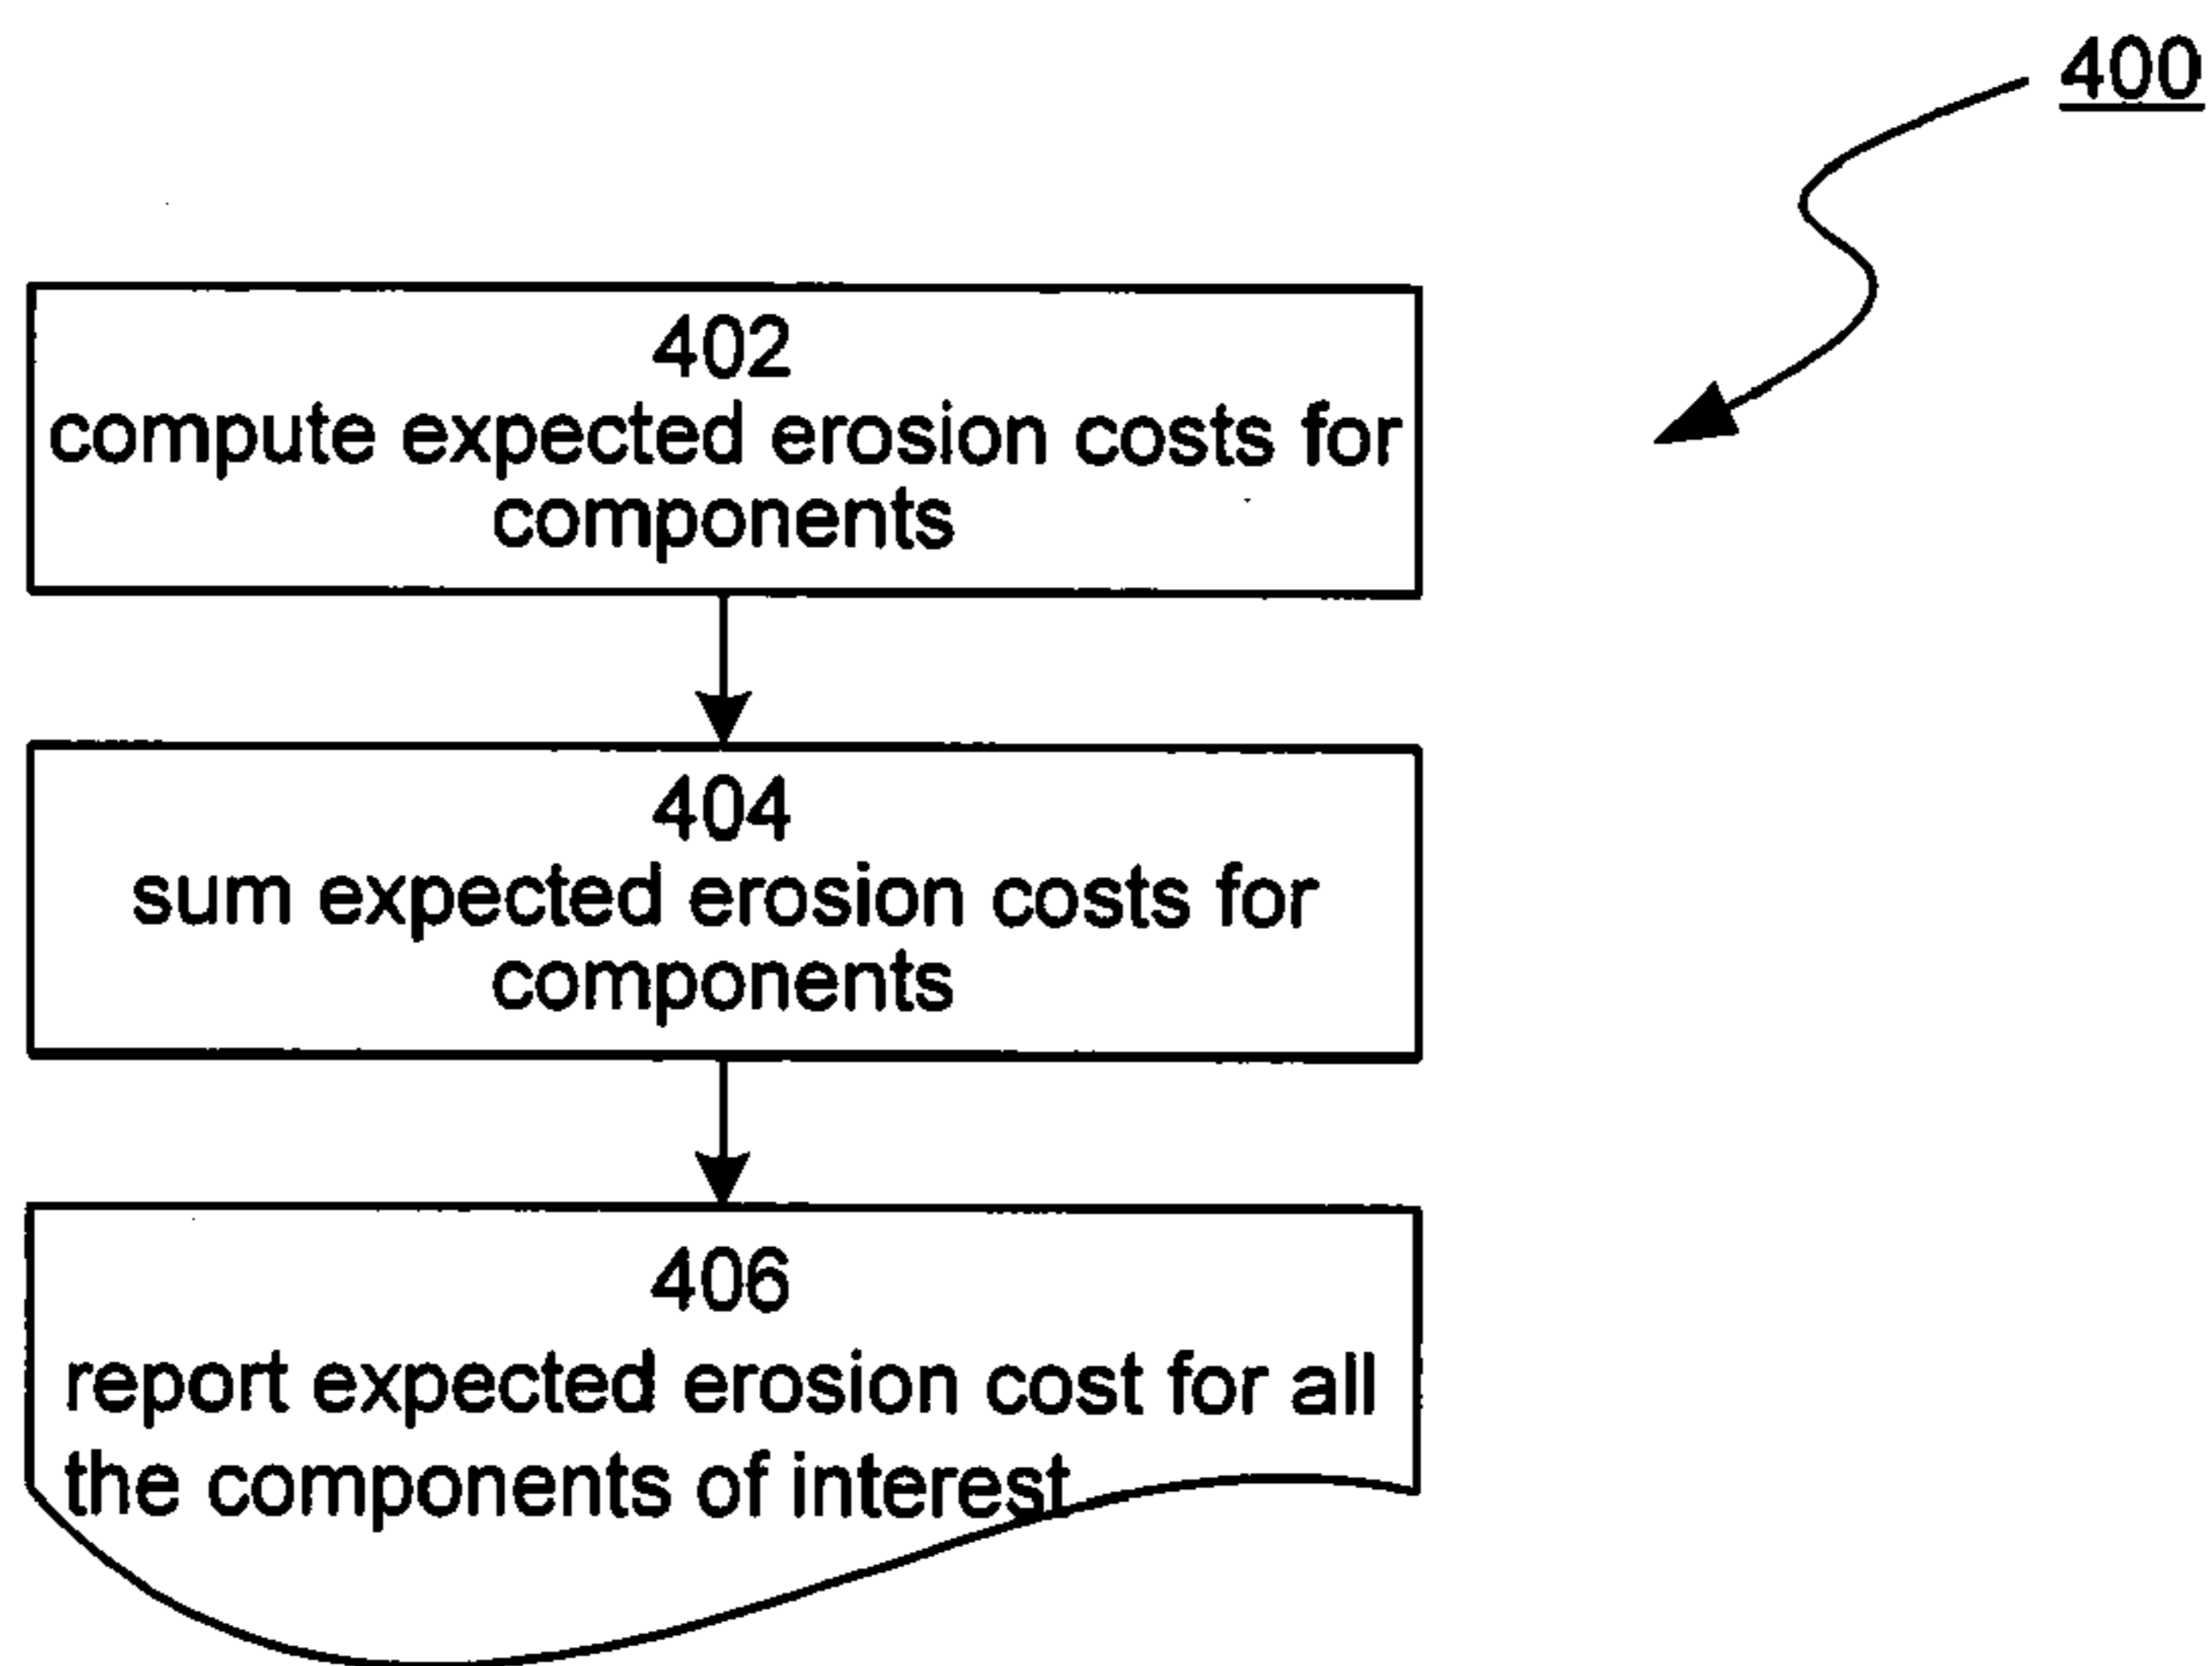 400
402
compute expected erosion costs for
components
404
sum expected erosion costs for
components
406
report expected erosion cost for all
the components of interest